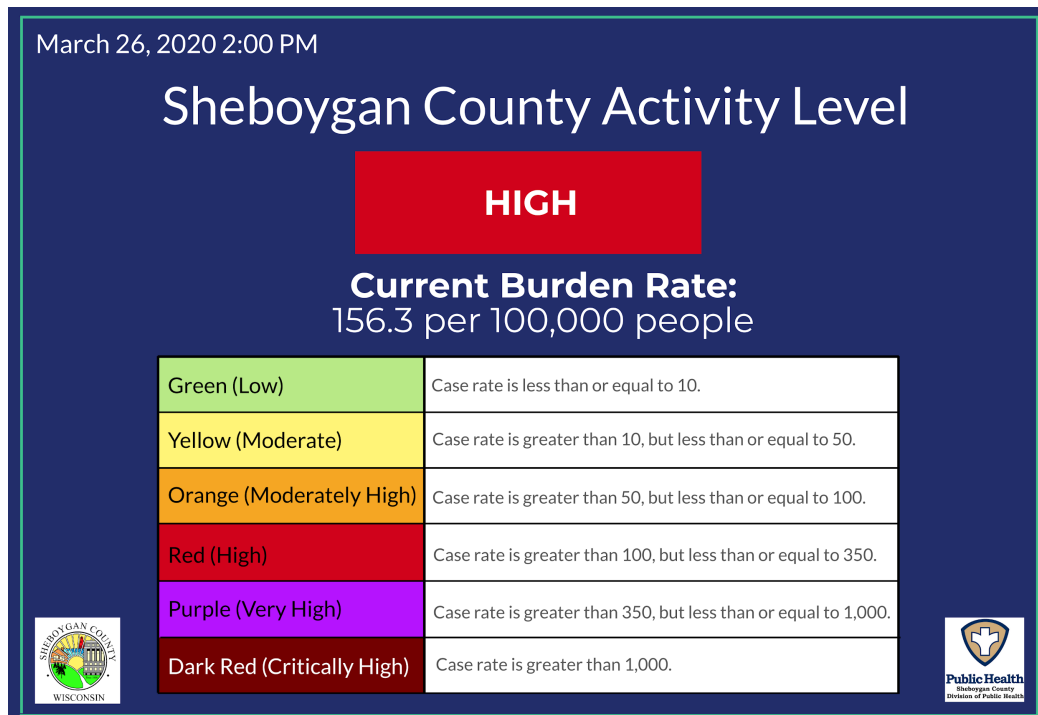 March 26, 2020 2:00 PM
Sheboygan County Activity Level
HIGH
Current Burden Rate:
156.3 per 100,000 people
Green (Low) Case rate is less than or equal to 10.
Yellow (Moderate) Case rate is greater than 10, but less than or equal to 50.
Orange (Moderately High) Case rate is greater than 50, but less than or equal to 100.
Red (High) Case rate is greater than 100, but less than or equal to 350.
Purple (Very High) Case rate is greater than 350, but less than or equal to 1,000.
Dark Red (Critically High) Case rate is greater than 1,000.
SHEBOYGAN COUNTY
WISCONSIN
Public Health
Sheboygan County
Division of Public Health